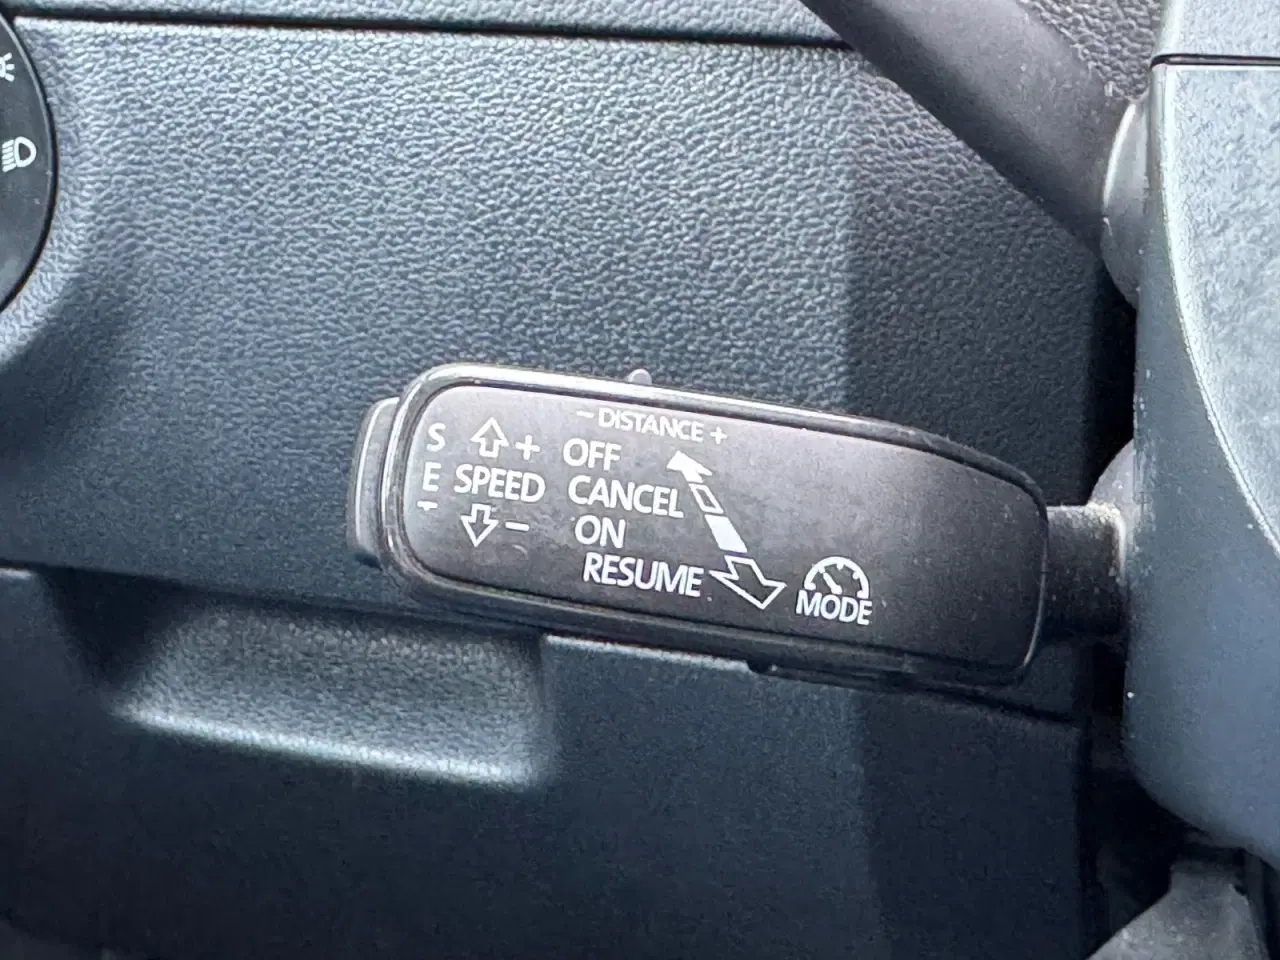 − DISTANCE +
S
E
T
+
SPEED
−
OFF
CANCEL
ON
RESUME
MODE